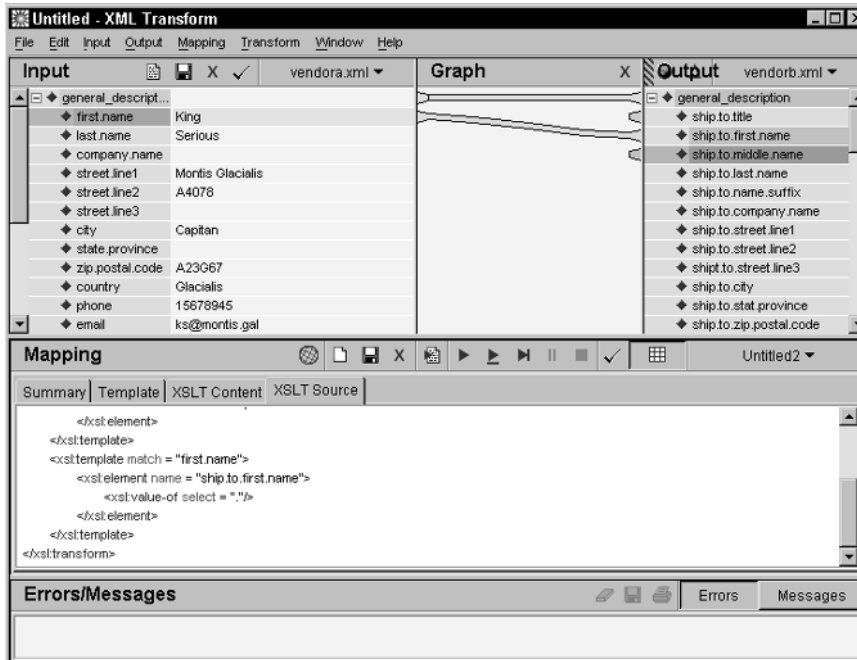 Untitled - XML Transform
File Edit Input Output Mapping Transform Window Help
Input X vendora.xml
general_descript...
first.name King
last.name Serious
company.name
street.line1 Montis Glacialis
street.line2 A4078
street.line3
city Capitan
state.province
zip.postal.code A23G67
country Glacialis
phone 15678945
email ks@montis.gal
Graph X
Output vendorb.xml
general_description
ship.to.title
ship.to.first.name
ship.to.middle.name
ship.to.last.name
ship.to.name.suffix
ship.to.company.name
ship.to.street.line1
ship.to.street.line2
shipt.to.street.line3
ship.to.city
ship.to.stat.province
ship.to.zip.postal.code
Mapping X Untitled2
Summary Template XSLT Content XSLT Source
</xsl:element>
</xsl:template>
<xsl:template match = "first.name">
<xsl:element name = "ship.to.first.name">
<xsl:value-of select = "."/>
</xsl:element>
</xsl:template>
</xsl:transform>
Errors/Messages Errors Messages